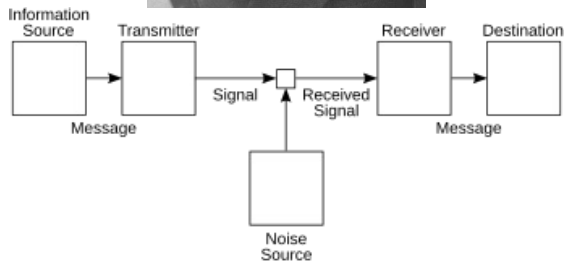 Information
Source
Transmitter
Receiver
Destination
Signal
Received
Signal
Message
Message
Noise
Source